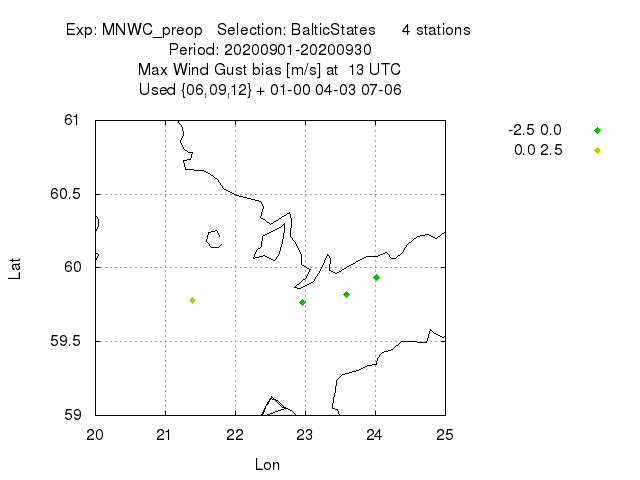 Exp: MNWC_preop   Selection: BalticStates      4 stations
Period: 20200901-20200930
Max Wind Gust bias [m/s] at  13 UTC
Used {06,09,12} + 01-00 04-03 07-06
-2.5 0.0
0.0 2.5
61
60.5
60
59.5
59
Lat
20 21 22 23 24 25
Lon